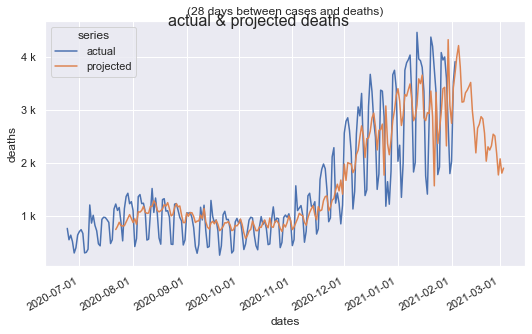 (28 days between cases and deaths)
actual & projected deaths
series
actual
projected
4 k
3 k
2 k
1 k
deaths
2020-07-01
2020-08-01
2020-09-01
2020-10-01
2020-11-01
2020-12-01
2021-01-01
2021-02-01
2021-03-01
dates